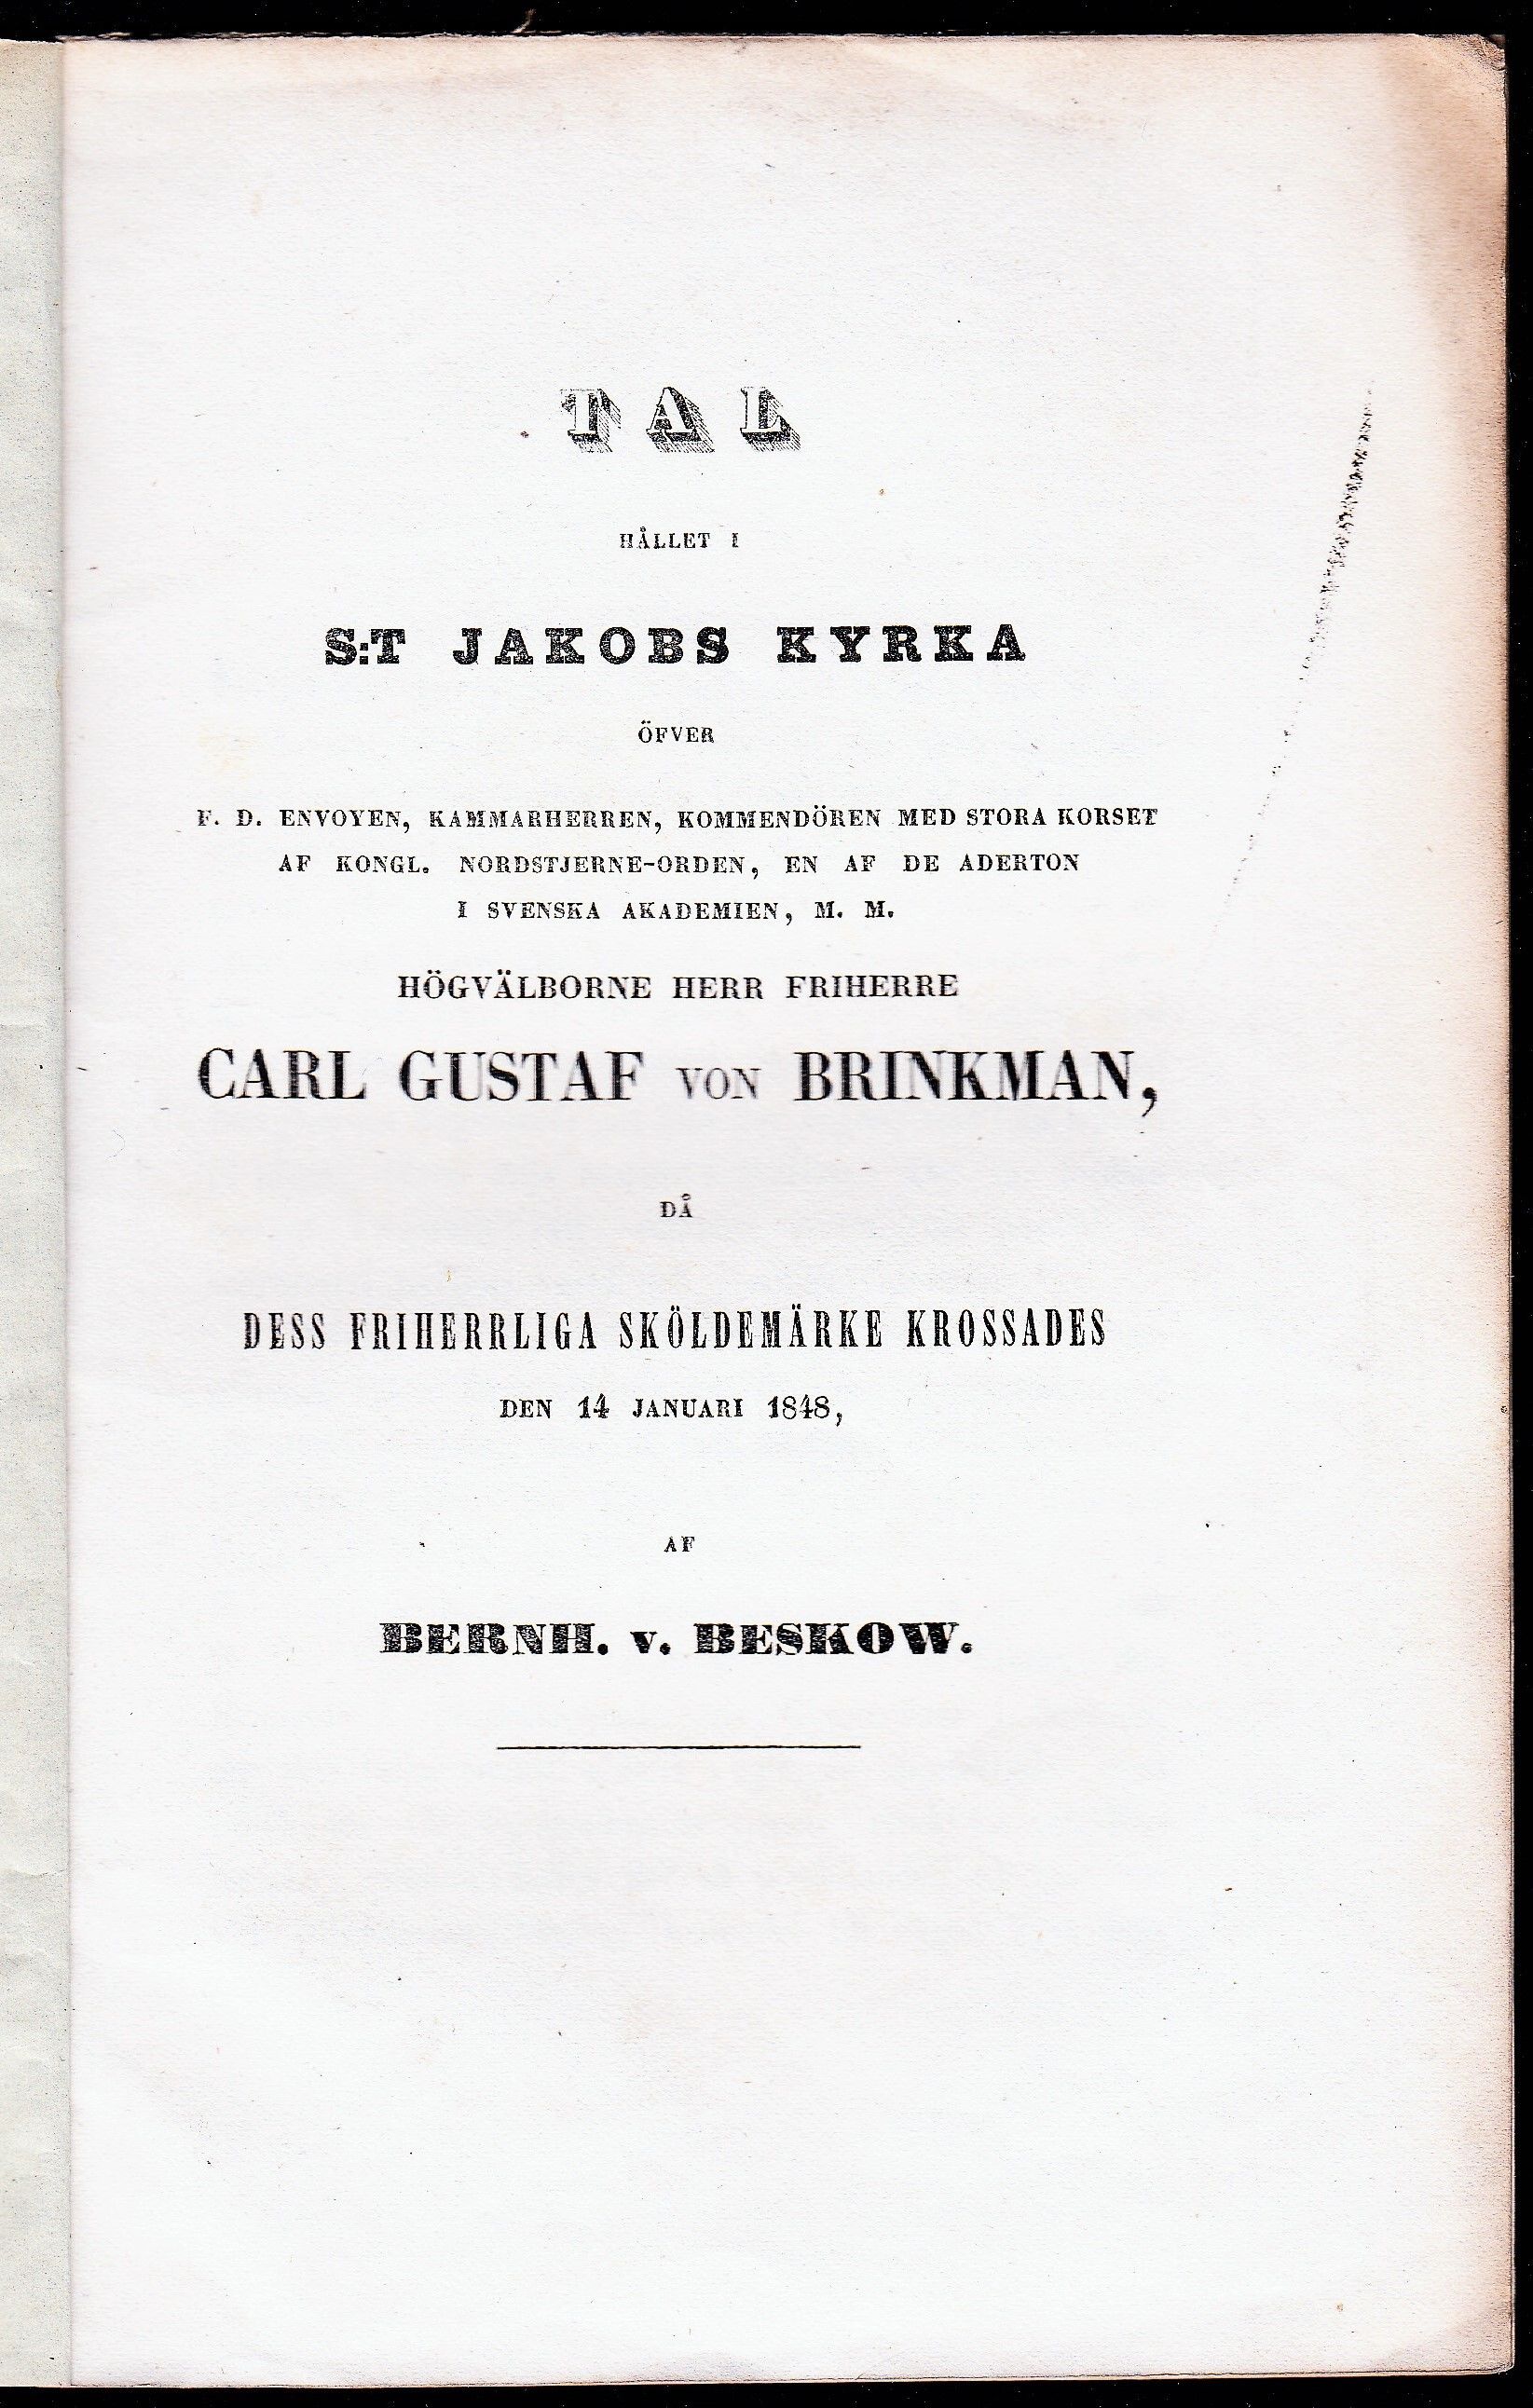 TAL
HÅLLET I
S:T JAKOBS KYRKA
ÖFVER
F. D. ENVOYEN, KAMMARHERREN, KOMMENDÖREN MED STORA KORSET
AF KONGL. NORDSTJERNE-ORDEN, EN AF DE ADERTON
I SVENSKA AKADEMIEN, M. M.
HÖGVÄLBORNE HERR FRIHERRE
CARL GUSTAF VON BRINKMAN,
DÅ
DESS FRIHERRLIGA SKÖLDEMÄRKE KROSSADES
DEN 14 JANUARI 1848,
AF
BERNH. v. BESKOW.